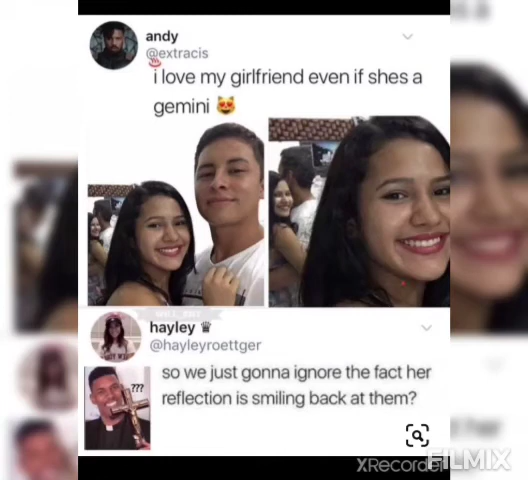 andy
@extracis
i love my girlfriend even if shes a
gemini 😻
hayley ♛
@hayleyroettger
so we just gonna ignore the fact her
reflection is smiling back at them?
???
XRecorder
FILMIX